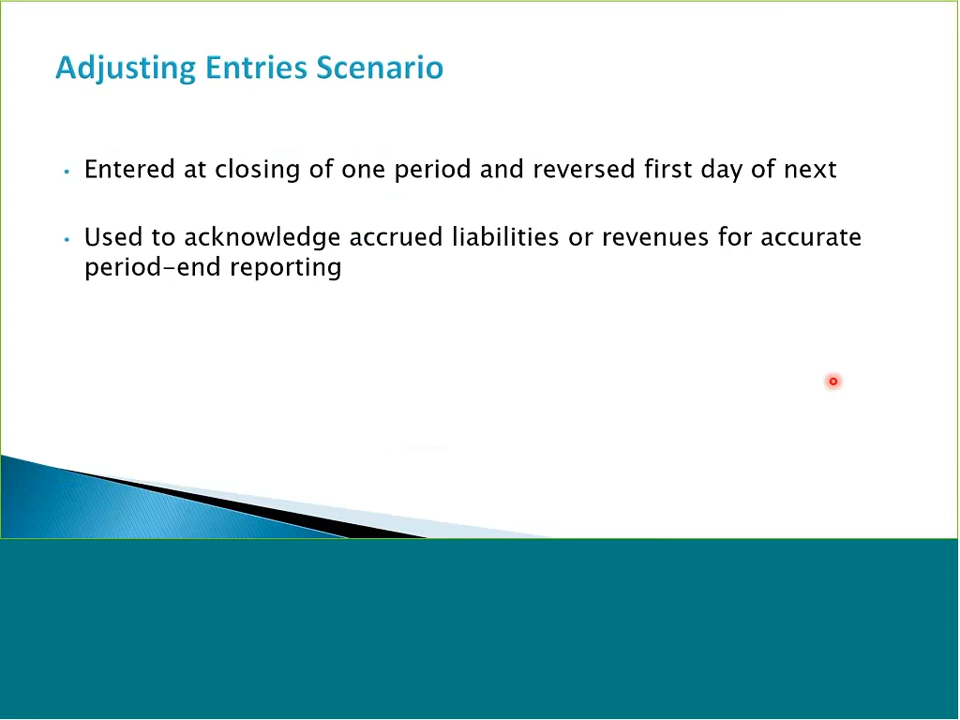 Adjusting Entries Scenario
• Entered at closing of one period and reversed first day of next
• Used to acknowledge accrued liabilities or revenues for accurate
period-end reporting